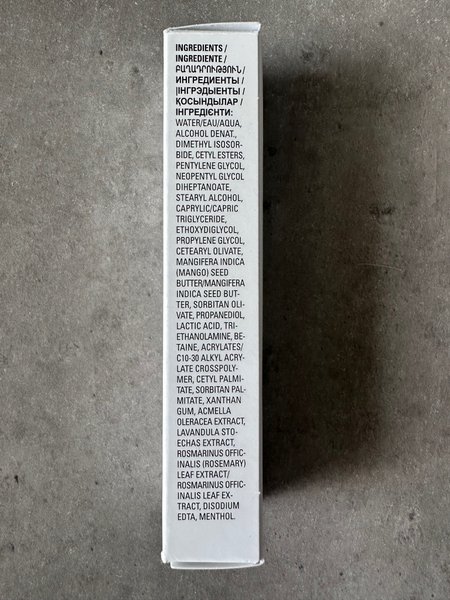 INGREDIENTS /
INGREDIENTE /
ԲԱՂԱԴՐՈՒԹՅՈՒՆ /
ИНГРЕДИЕНТЫ /
ІНГРЭДЫЕНТЫ /
ҚОСЫНДЫЛАР /
ІНГРЕДІЄНТИ:
WATER/EAU/AQUA,
ALCOHOL DENAT.,
DIMETHYL ISOSOR-
BIDE, CETYL ESTERS,
PENTYLENE GLYCOL,
NEOPENTYL GLYCOL
DIHEPTANOATE,
STEARYL ALCOHOL,
CAPRYLIC/CAPRIC
TRIGLYCERIDE,
ETHOXYDIGLYCOL,
PROPYLENE GLYCOL,
CETEARYL OLIVATE,
MANGIFERA INDICA
(MANGO) SEED
BUTTER/MANGIFERA
INDICA SEED BUT-
TER, SORBITAN OLI-
VATE, PROPANEDIOL,
LACTIC ACID, TRI-
ETHANOLAMINE, BE-
TAINE, ACRYLATES/
C10-30 ALKYL ACRY-
LATE CROSSPOLY-
MER, CETYL PALMI-
TATE, SORBITAN PAL-
MITATE, XANTHAN
GUM, ACMELLA
OLERACEA EXTRACT,
LAVANDULA STO-
ECHAS EXTRACT,
ROSMARINUS OFFIC-
INALIS (ROSEMARY)
LEAF EXTRACT/
ROSMARINUS OFFIC-
INALIS LEAF EX-
TRACT, DISODIUM
EDTA, MENTHOL.